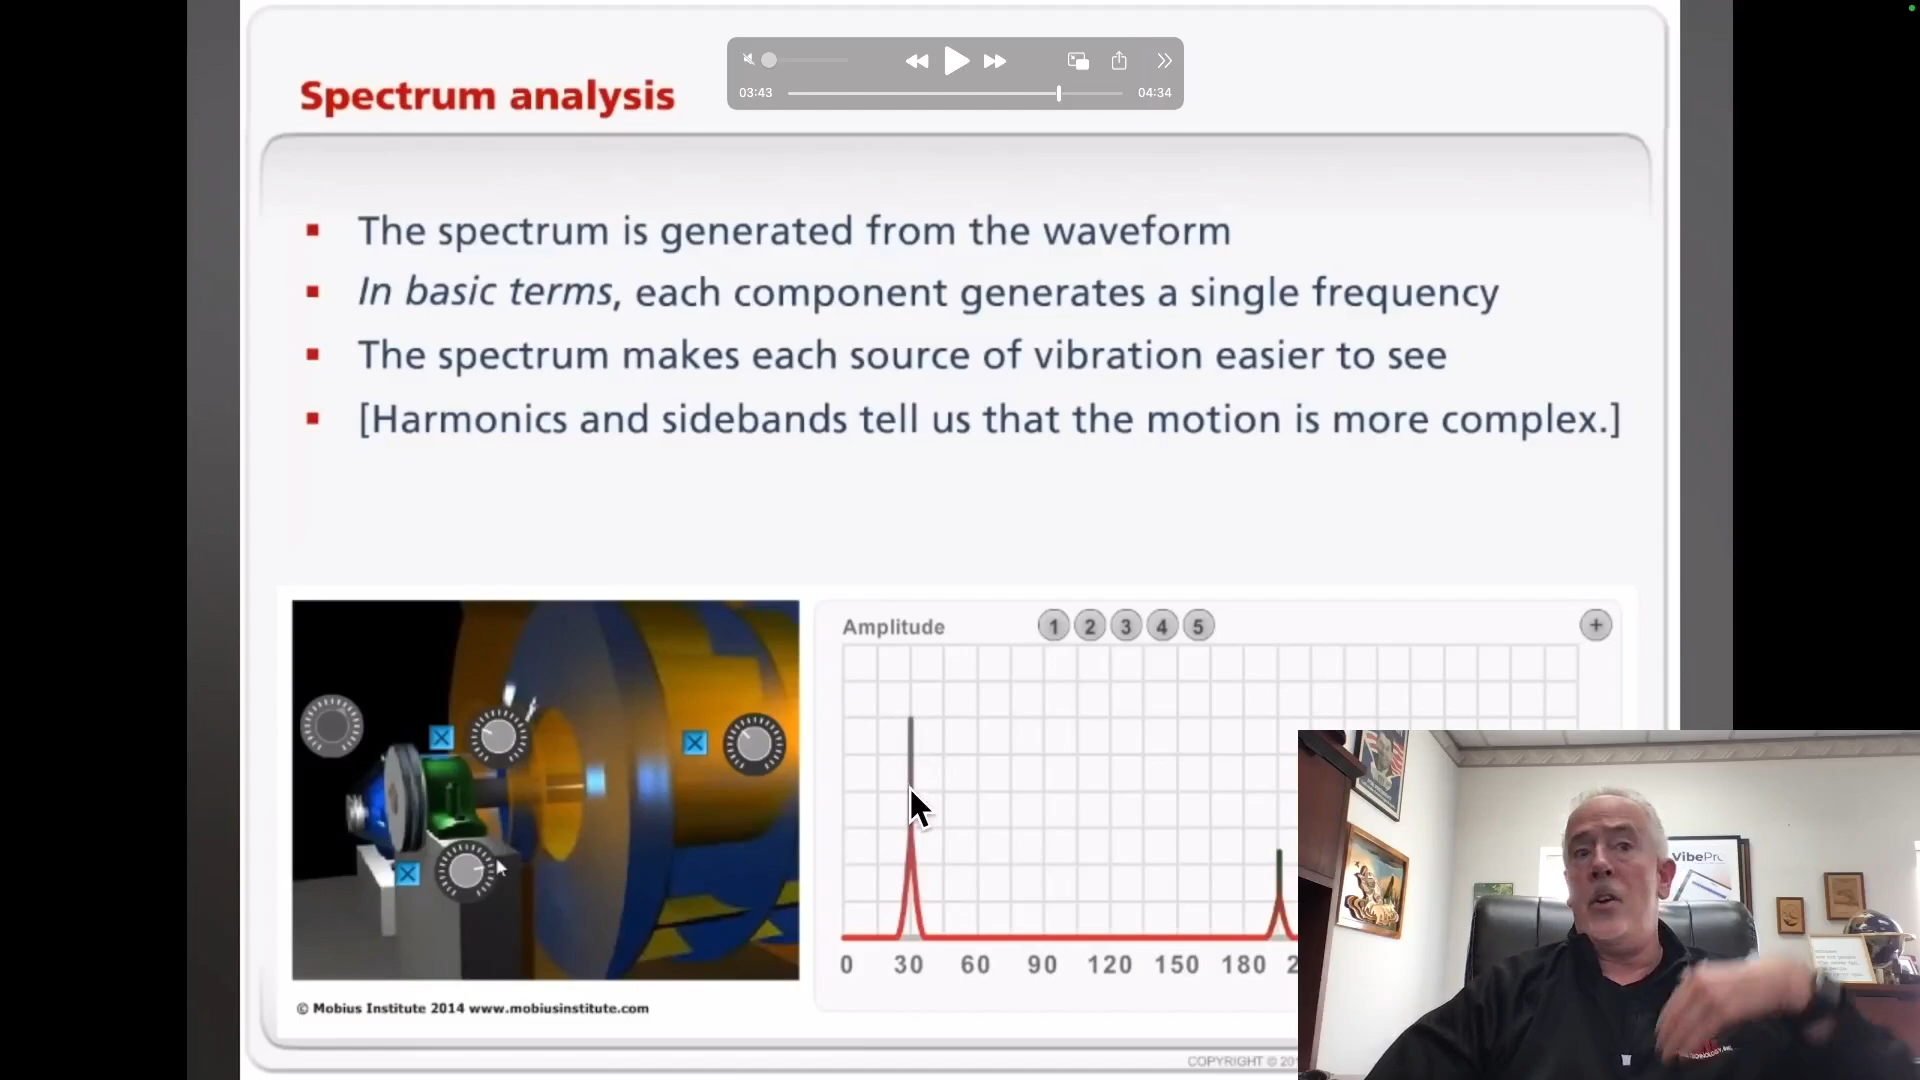 03:43
04:34
Spectrum analysis
The spectrum is generated from the waveform
In basic terms, each component generates a single frequency
The spectrum makes each source of vibration easier to see
[Harmonics and sidebands tell us that the motion is more complex.]
Amplitude
1 2 3 4 5
+
0 30 60 90 120 150 180 2
© Mobius Institute 2014 www.mobiusinstitute.com
COPYRIGHT © 20